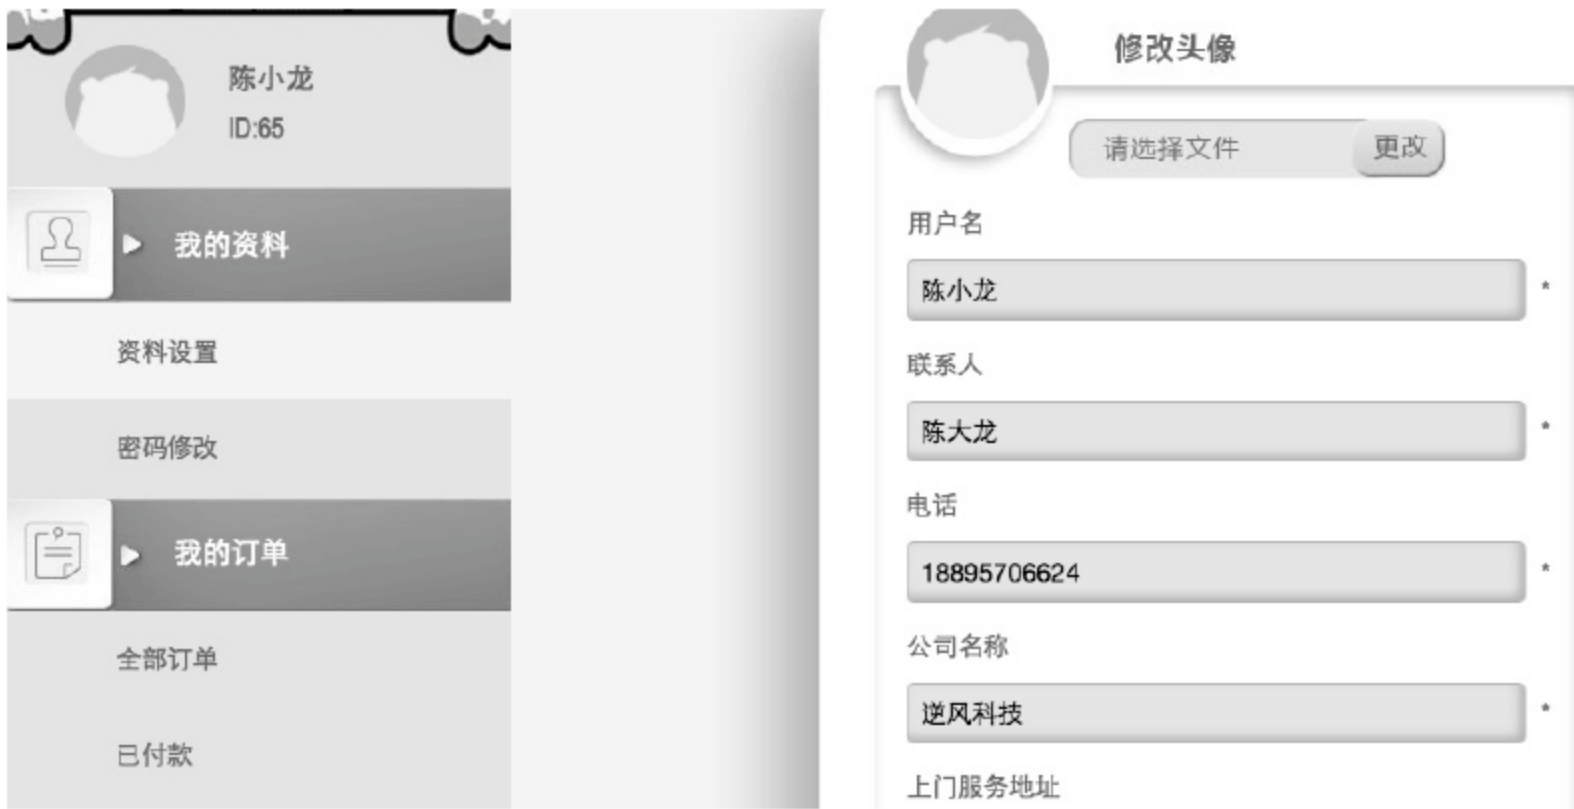 陈小龙
ID:65
我的资料
资料设置
密码修改
我的订单
全部订单
已付款
修改头像
请选择文件 更改
用户名
陈小龙 *
联系人
陈大龙 *
电话
18895706624 *
公司名称
逆风科技 *
上门服务地址